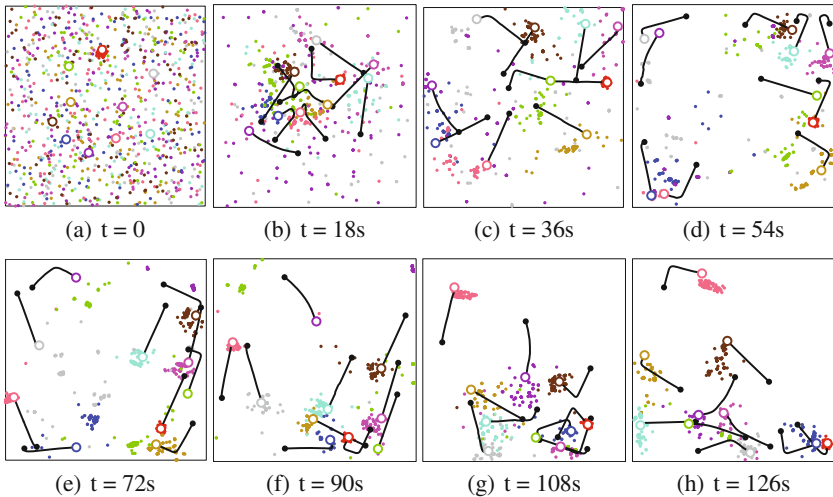 (a) t = 0
(b) t = 18s
(c) t = 36s
(d) t = 54s
(e) t = 72s
(f) t = 90s
(g) t = 108s
(h) t = 126s